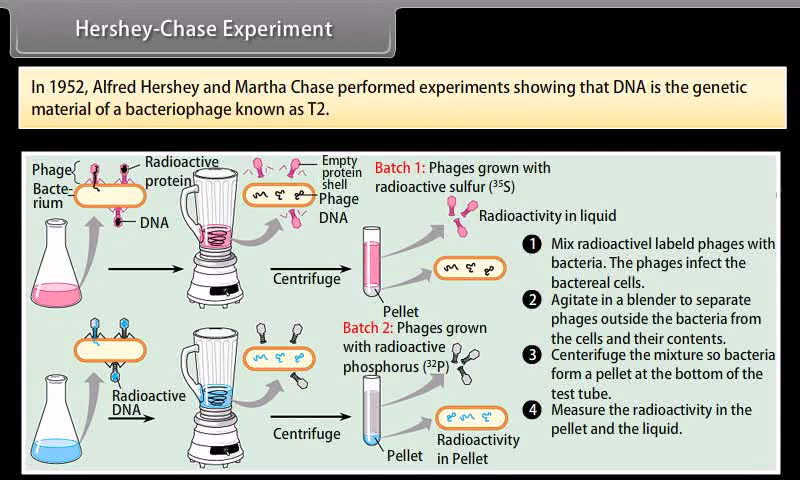 Hershey-Chase Experiment
In 1952, Alfred Hershey and Martha Chase performed experiments showing that DNA is the genetic
material of a bacteriophage known as T2.
Phage
Bacte-
rium
Radioactive
protein
DNA
Empty
protein
shell
Phage
DNA
Batch 1: Phages grown with
radioactive sulfur (³⁵S)
Radioactivity in liquid
Centrifuge
Pellet
Batch 2: Phages grown
with radioactive
phosphorus (³²P)
Radioactive
DNA
Centrifuge
Pellet
Radioactivity
in Pellet
1 Mix radioactivel labeld phages with
bacteria. The phages infect the
bactereal cells.
2 Agitate in a blender to separate
phages outside the bacteria from
the cells and their contents.
3 Centerifuge the mixture so bacteria
form a pellet at the bottom of the
test tube.
4 Measure the radioactivity in the
pellet and the liquid.